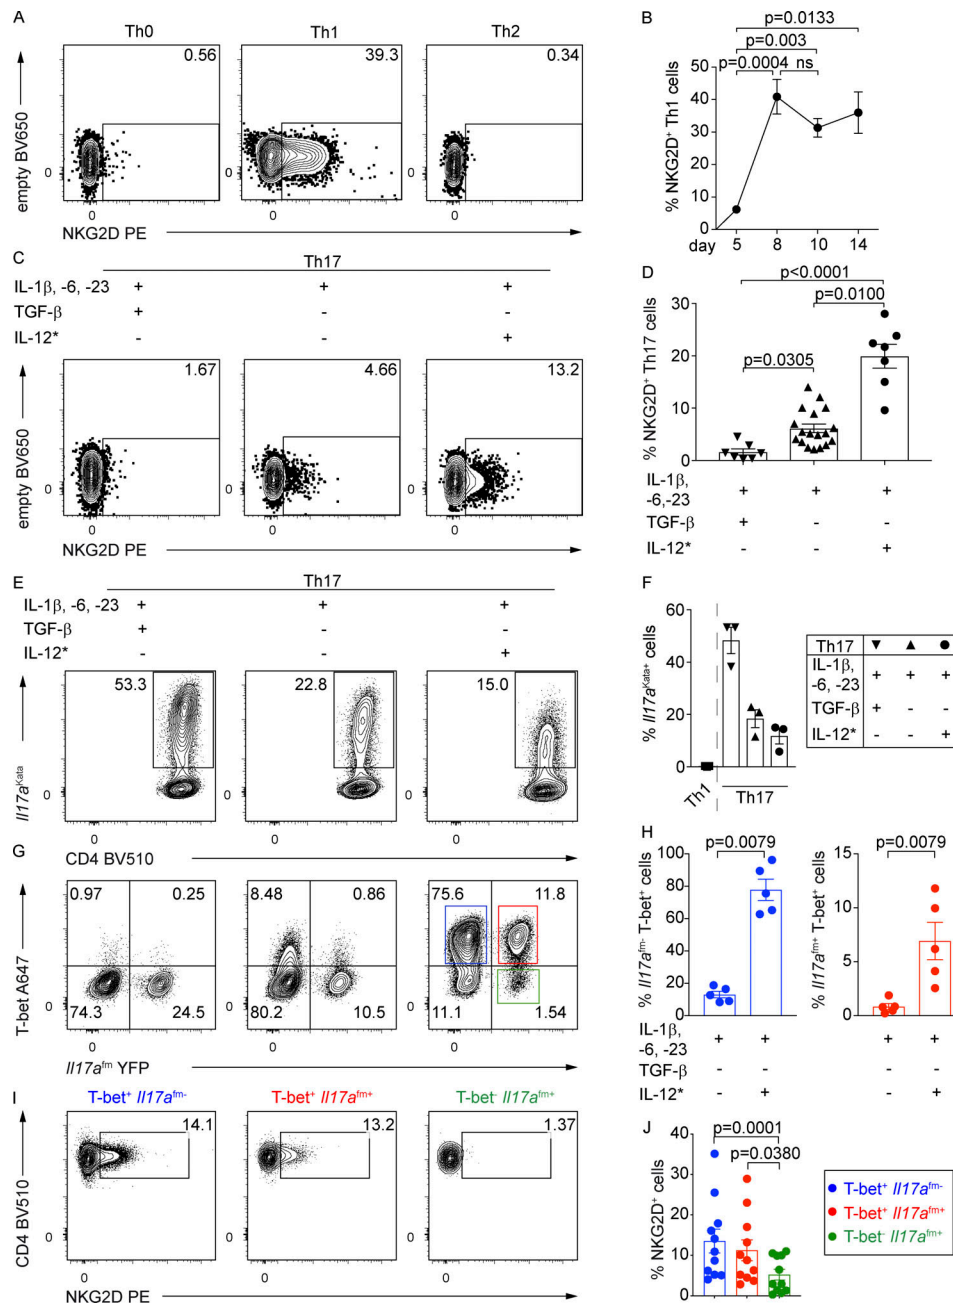 A
Th0 Th1 Th2
0.56 39.3 0.34
empty BV650
0 0 0
0 0 0
NKG2D PE
B
p=0.0133
p=0.003
p=0.0004 ns
% NKG2D+ Th1 cells
50
40
30
20
10
0
day 5 8 10 14
C
Th17
IL-1β, -6, -23 + + +
TGF-β + - -
IL-12* - - +
1.67 4.66 13.2
empty BV650
0 0 0
0 0 0
NKG2D PE
D
p<0.0001
p=0.0100
p=0.0305
% NKG2D+ Th17 cells
30
20
10
0
IL-1β,
-6,-23 + + +
TGF-β + - -
IL-12* - - +
E
Th17
IL-1β, -6, -23 + + +
TGF-β + - -
IL-12* - - +
53.3 22.8 15.0
Il17aKata
0 0 0
0 0 0
CD4 BV510
F
% Il17aKata+ cells
60
40
20
0
Th1 Th17
Th17 ▼ ▲ ●
IL-1β,
-6, -23 + + +
TGF-β + - -
IL-12* - - +
G
0.97 0.25 8.48 0.86 75.6 11.8
T-bet A647
0 0 0
74.3 24.5 80.2 10.5 11.1 1.54
0 0 0
Il17afm YFP
H
p=0.0079 p=0.0079
% Il17afm- T-bet+ cells
100
80
60
40
20
0
% Il17afm+ T-bet+ cells
15
10
5
0
IL-1β,
-6, -23 + + + +
TGF-β - - - -
IL-12* - + - +
I
T-bet+ Il17afm- T-bet+ Il17afm+ T-bet- Il17afm+
14.1 13.2 1.37
CD4 BV510
0 0 0
0 0 0
NKG2D PE
J
p=0.0001
p=0.0380
% NKG2D+ cells
40
30
20
10
0
T-bet+ Il17afm-
T-bet+ Il17afm+
T-bet- Il17afm+